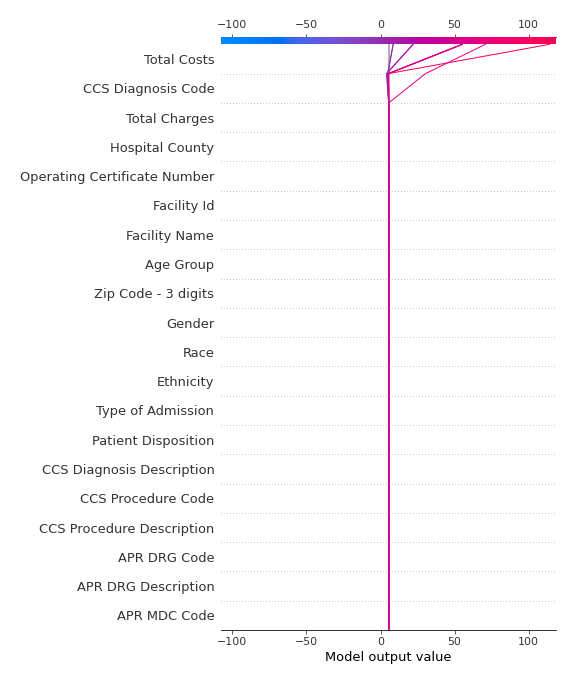 −100 −50 0 50 100
Total Costs
CCS Diagnosis Code
Total Charges
Hospital County
Operating Certificate Number
Facility Id
Facility Name
Age Group
Zip Code - 3 digits
Gender
Race
Ethnicity
Type of Admission
Patient Disposition
CCS Diagnosis Description
CCS Procedure Code
CCS Procedure Description
APR DRG Code
APR DRG Description
APR MDC Code
−100 −50 0 50 100
Model output value